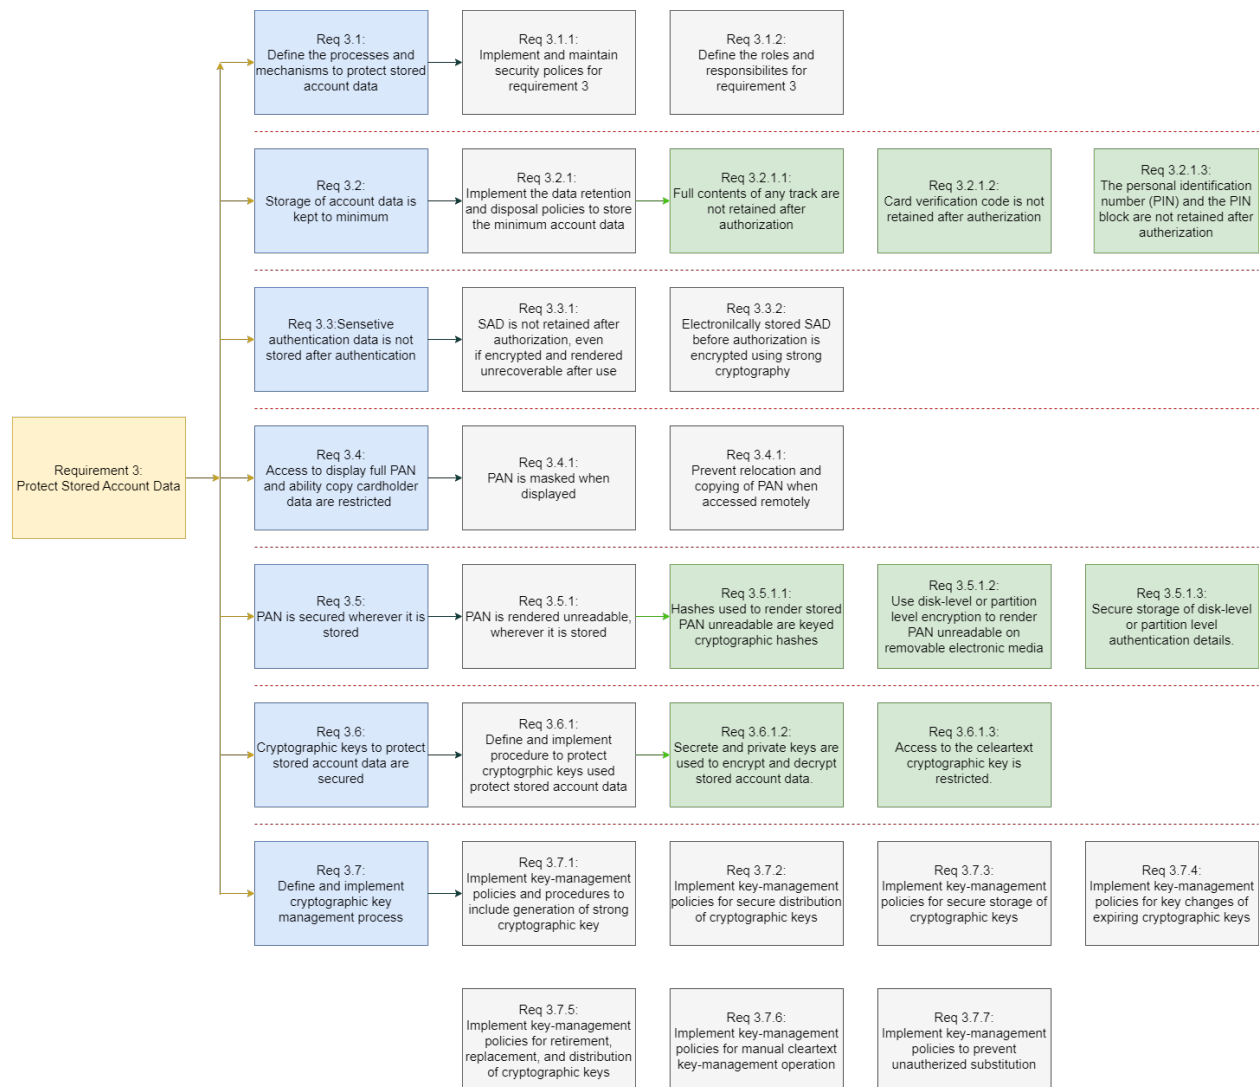 Req 3.1:
Define the processes and
mechanisms to protect stored
account data
Req 3.1.1:
Implement and maintain
security polices for
requirement 3
Req 3.1.2:
Define the roles and
responsibilites for
requirement 3
Req 3.2:
Storage of account data is
kept to minimum
Req 3.2.1:
Implement the data retention
and disposal policies to store
the minimum account data
Req 3.2.1.1:
Full contents of any track are
not retained after
authorization
Req 3.2.1.2:
Card verification code is not
retained after autherization
Req 3.2.1.3:
The personal identification
number (PIN) and the PIN
block are not retained after
autherization
Req 3.3:Sensetive
authentication data is not
stored after authentication
Req 3.3.1:
SAD is not retained after
authorization, even
if encrypted and rendered
unrecoverable after use
Req 3.3.2:
Electronilcally stored SAD
before authorization is
encrypted using strong
cryptography
Requirement 3:
Protect Stored Account Data
Req 3.4:
Access to display full PAN
and ability copy cardholder
data are restricted
Req 3.4.1:
PAN is masked when
displayed
Req 3.4.1:
Prevent relocation and
copying of PAN when
accessed remotely
Req 3.5:
PAN is secured wherever it is
stored
Req 3.5.1:
PAN is rendered unreadable,
wherever it is stored
Req 3.5.1.1:
Hashes used to render stored
PAN unreadable are keyed
cryptographic hashes
Req 3.5.1.2:
Use disk-level or partition
level encryption to render
PAN unreadable on
removable electronic media
Req 3.5.1.3:
Secure storage of disk-level
or partition level
authentication details.
Req 3.6:
Cryptographic keys to protect
stored account data are
secured
Req 3.6.1:
Define and implement
procedure to protect
cryptogrphic keys used
protect stored account data
Req 3.6.1.2:
Secrete and private keys are
used to encrypt and decrypt
stored account data.
Req 3.6.1.3:
Access to the celeartext
cryptographic key is
restricted.
Req 3.7:
Define and implement
cryptographic key
management process
Req 3.7.1:
Implement key-management
policies and procedures to
include generation of strong
cryptographic key
Req 3.7.2:
Implement key-management
policies for secure distribution
of cryptographic keys
Req 3.7.3:
Implement key-management
policies for secure storage of
cryptographic keys
Req 3.7.4:
Implement key-management
policies for key changes of
expiring cryptographic keys
Req 3.7.5:
Implement key-management
policies for retirement,
replacement, and distribution
of cryptographic keys
Req 3.7.6:
Implement key-management
policies for manual cleartext
key-management operation
Req 3.7.7:
Implement key-management
policies to prevent
unautherized substitution